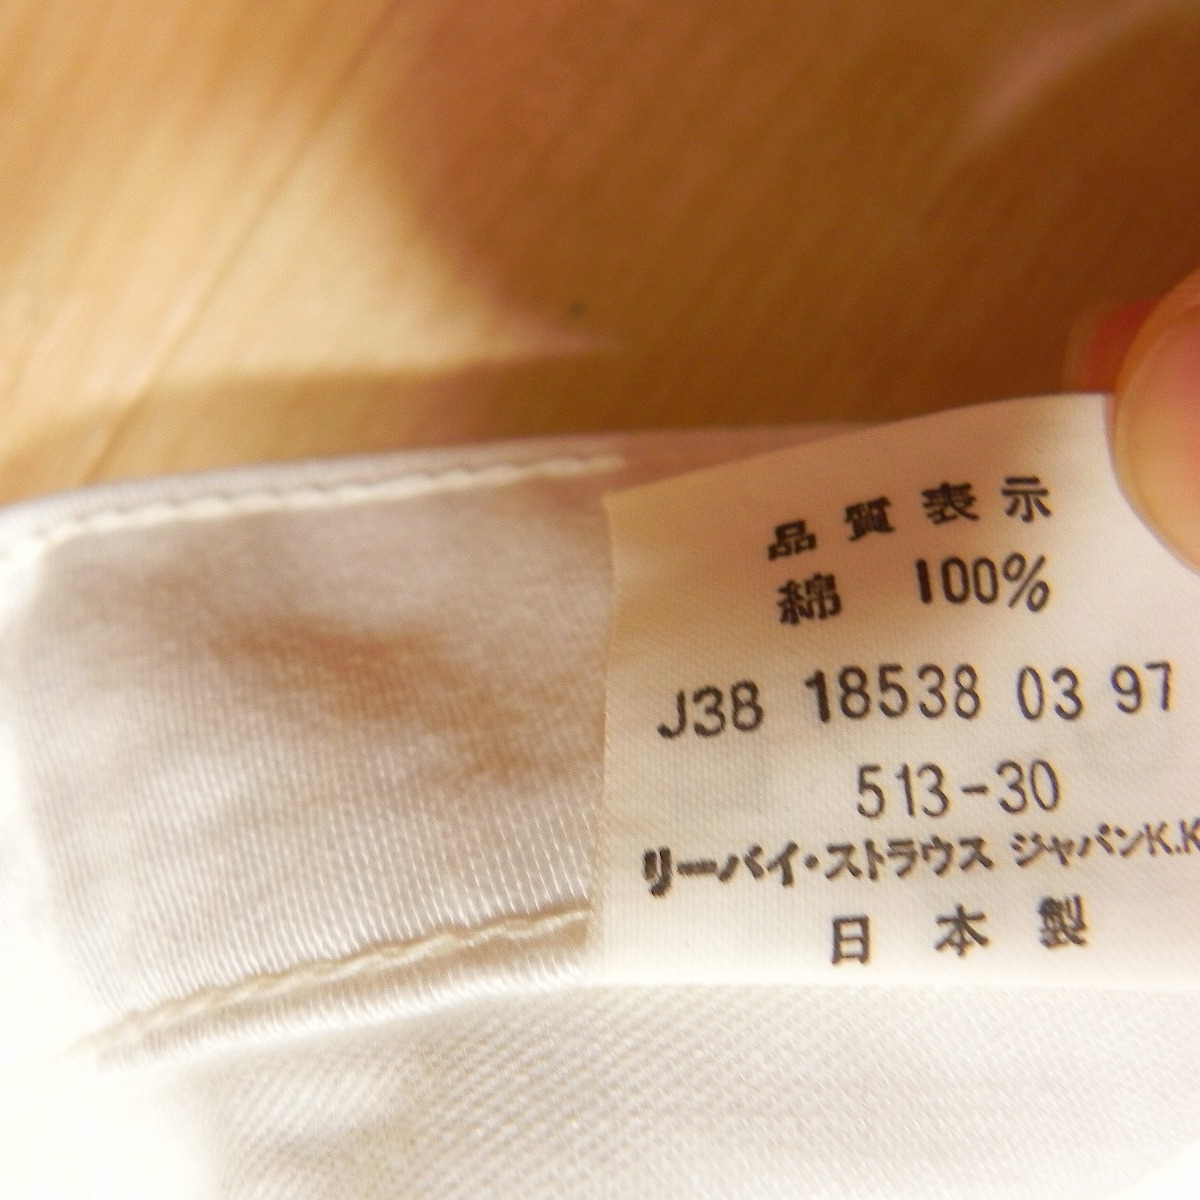 品質表示
綿 100%
J38 18538 03 97
513-30
リーバイ・ストラウス ジャパンK.K
日本製